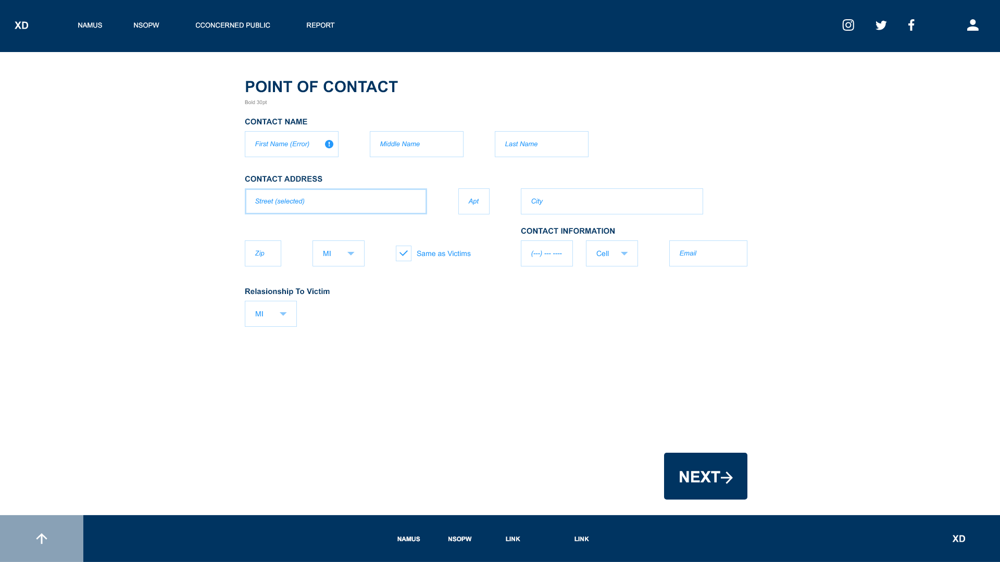 XD NAMUS NSOPW CCONCERNED PUBLIC REPORT
POINT OF CONTACT
Bold 30pt
CONTACT NAME
First Name (Error) Middle Name Last Name
CONTACT ADDRESS
Street (selected) Apt City
CONTACT INFORMATION
Zip MI Same as Victims (---) --- ---- Cell Email
Relasionship To Victim
MI
NEXT
NAMUS NSOPW LINK LINK XD